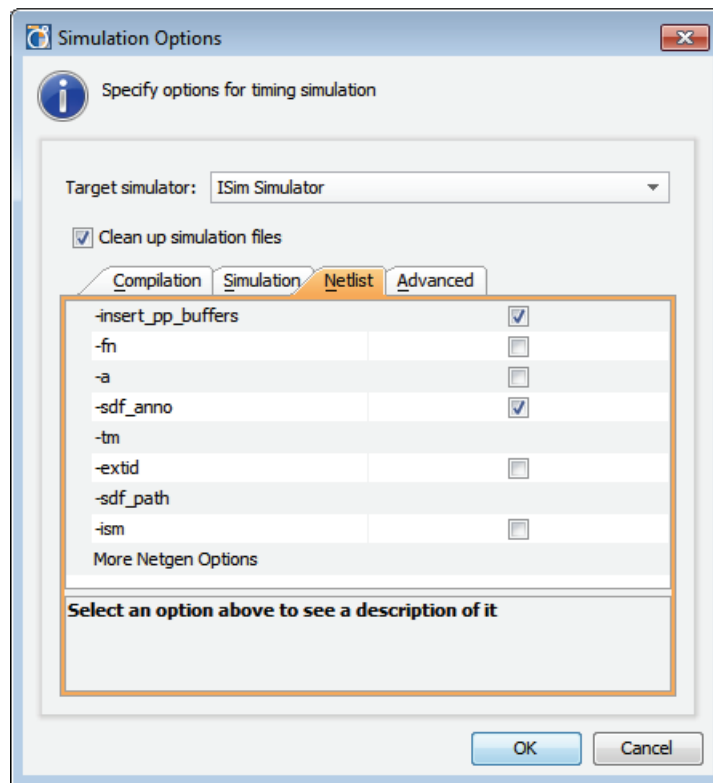 Simulation Options
Specify options for timing simulation
Target simulator: ISim Simulator
Clean up simulation files
Compilation Simulation Netlist Advanced
-insert_pp_buffers
-fn
-a
-sdf_anno
-tm
-extid
-sdf_path
-ism
More Netgen Options
Select an option above to see a description of it
OK Cancel